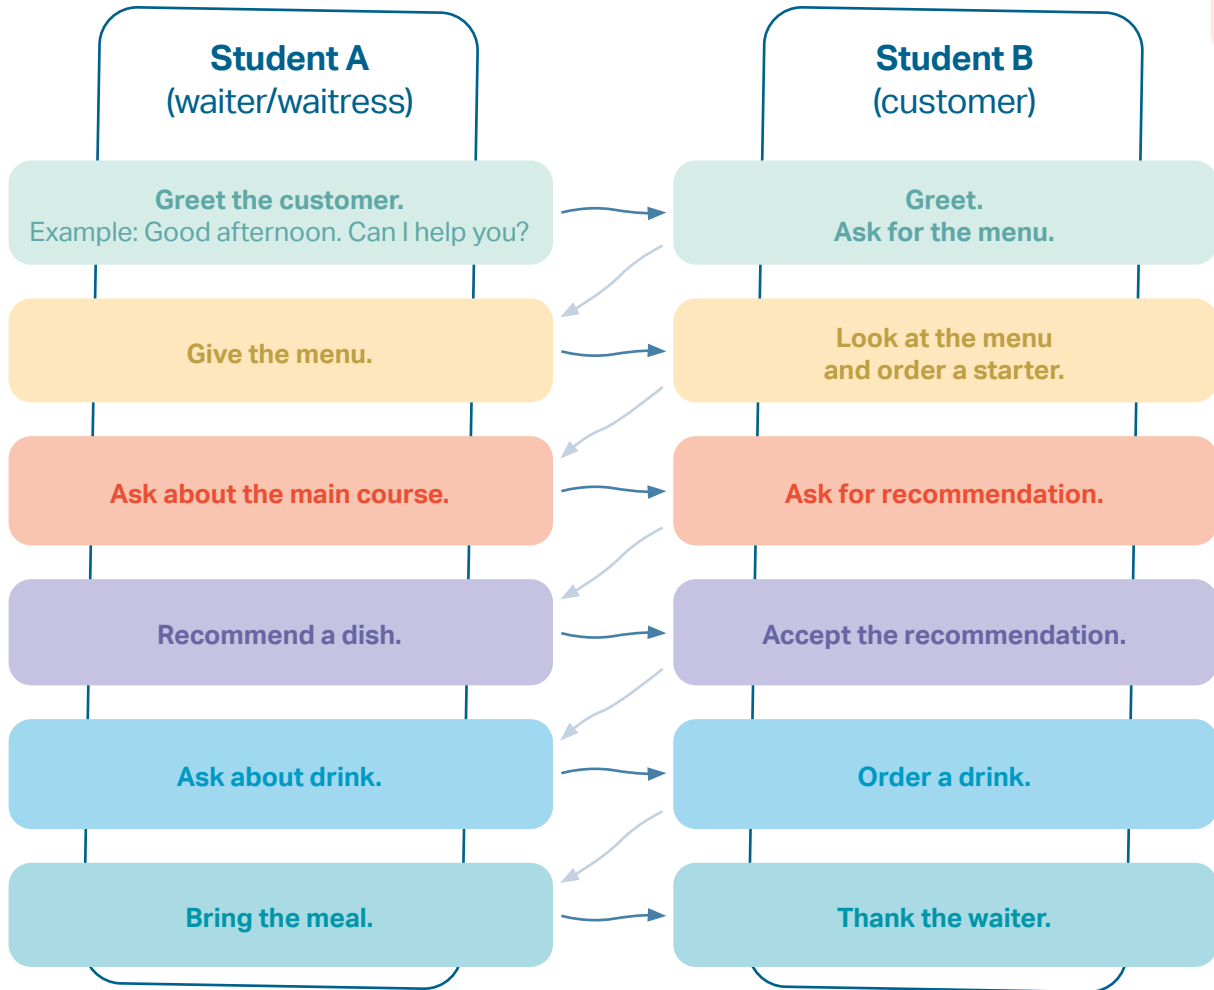 Student A
(waiter/waitress)
Student B
(customer)
Greet the customer.
Example: Good afternoon. Can I help you?
Greet.
Ask for the menu.
Give the menu.
Look at the menu
and order a starter.
Ask about the main course.
Ask for recommendation.
Recommend a dish.
Accept the recommendation.
Ask about drink.
Order a drink.
Bring the meal.
Thank the waiter.